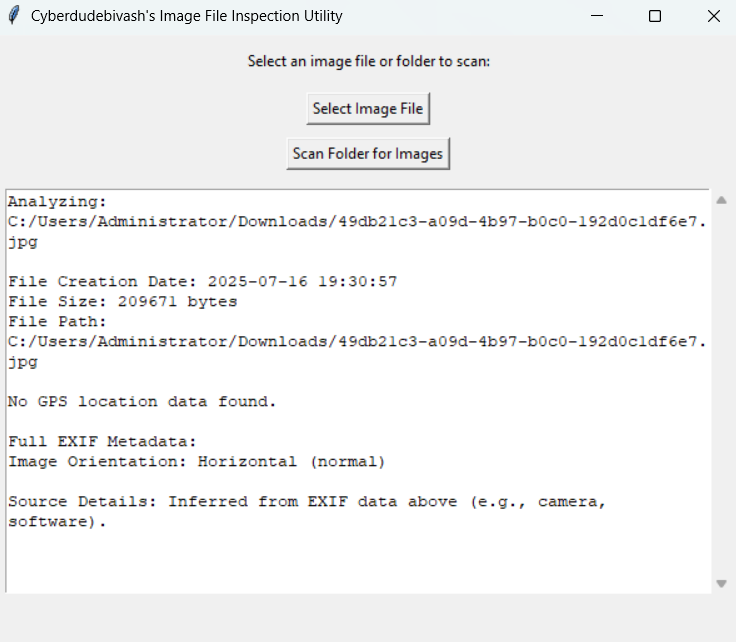 Cyberdudebivash's Image File Inspection Utility
Select an image file or folder to scan:
Select Image File
Scan Folder for Images
Analyzing:
C:/Users/Administrator/Downloads/49db21c3-a09d-4b97-b0c0-192d0c1df6e7.
jpg
File Creation Date: 2025-07-16 19:30:57
File Size: 209671 bytes
File Path:
C:/Users/Administrator/Downloads/49db21c3-a09d-4b97-b0c0-192d0c1df6e7.
jpg
No GPS location data found.
Full EXIF Metadata:
Image Orientation: Horizontal (normal)
Source Details: Inferred from EXIF data above (e.g., camera,
software).